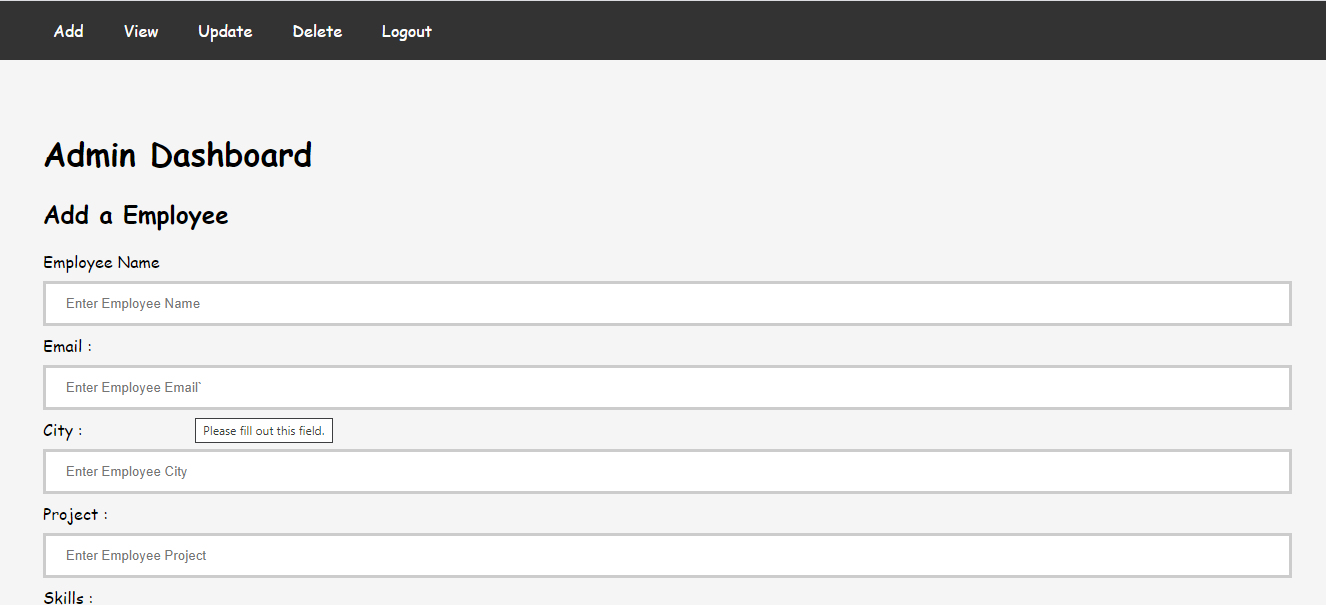 Add View Update Delete Logout
Admin Dashboard
Add a Employee
Employee Name
Enter Employee Name
Email :
Enter Employee Email`
City :
Please fill out this field.
Enter Employee City
Project :
Enter Employee Project
Skills :